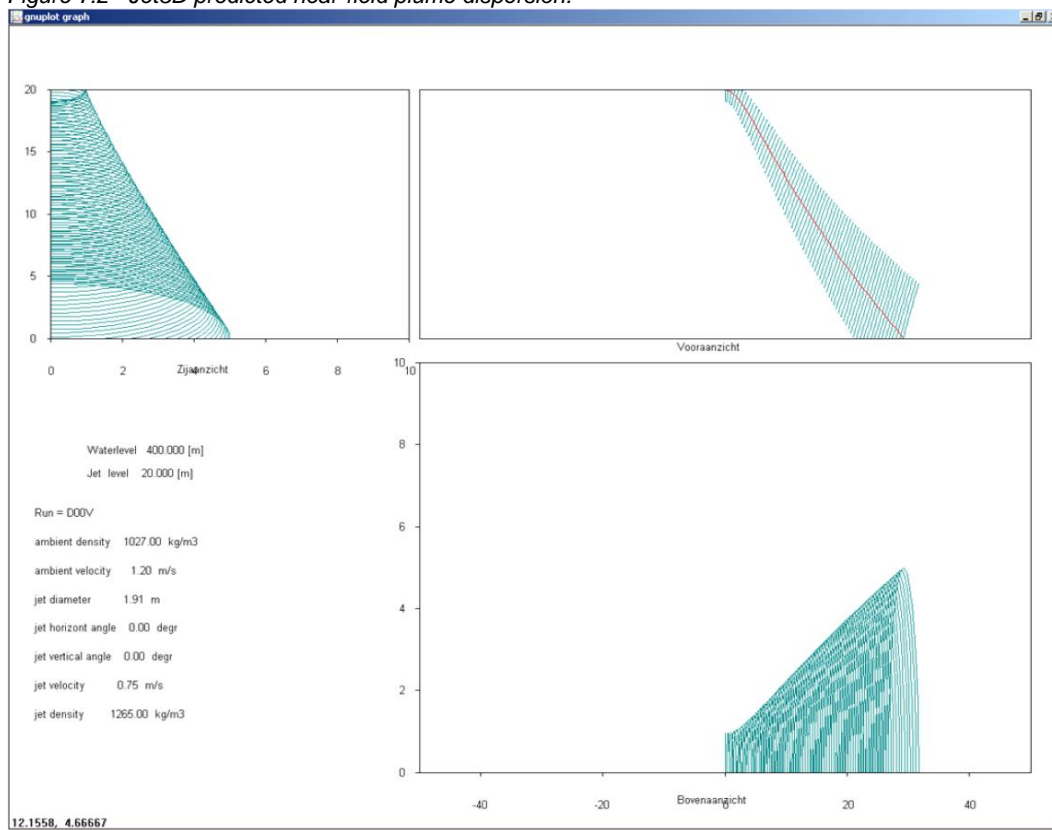 Figure 7.2 Jet3D predicted near-field plume dispersion.
gnuplot graph
20
15
10
5
0
0 2 4 6 8 10
Zijaanzicht
Vooraanzicht
10
8
6
4
2
0
-40 -20 0 20 40
Bovenaanzicht
Waterlevel 400.000 [m]
Jet level 20.000 [m]
Run = D00V
ambient density 1027.00 kg/m3
ambient velocity 1.20 m/s
jet diameter 1.91 m
jet horizont angle 0.00 degr
jet vertical angle 0.00 degr
jet velocity 0.75 m/s
jet density 1265.00 kg/m3
12.1558, 4.66667